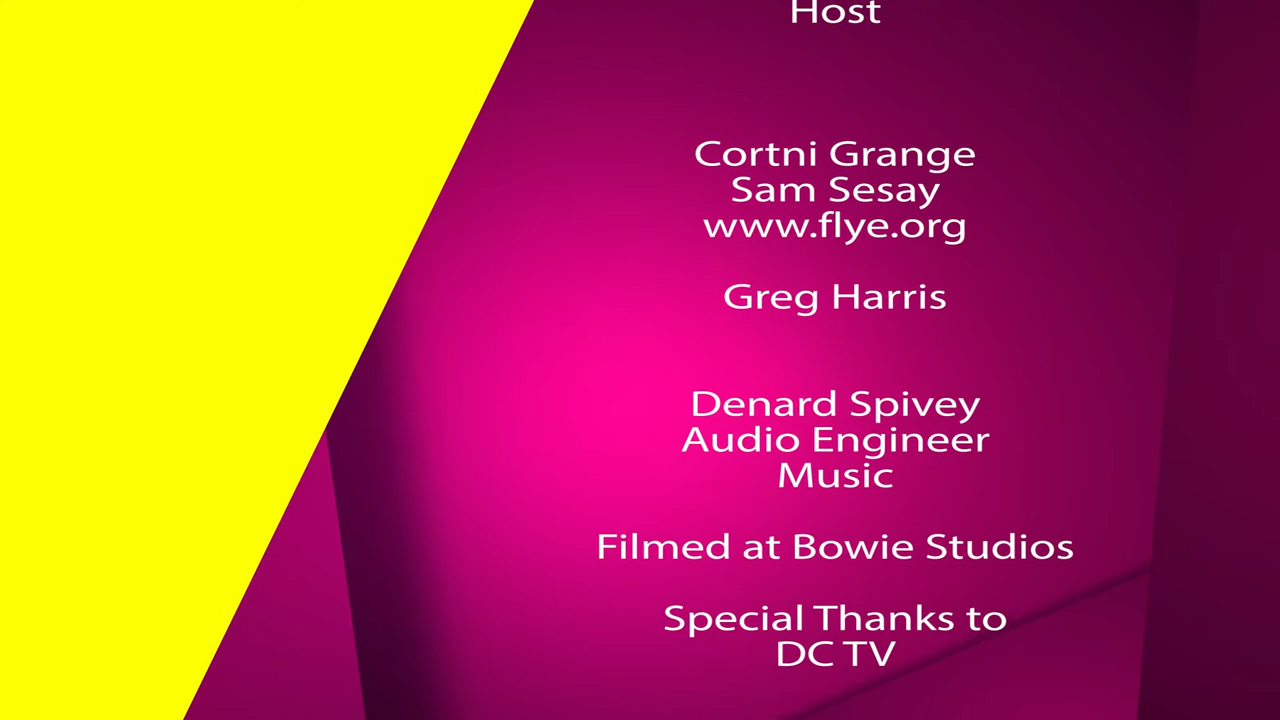 Host
Cortni Grange
Sam Sesay
www.flye.org
Greg Harris
Denard Spivey
Audio Engineer
Music
Filmed at Bowie Studios
Special Thanks to
DC TV